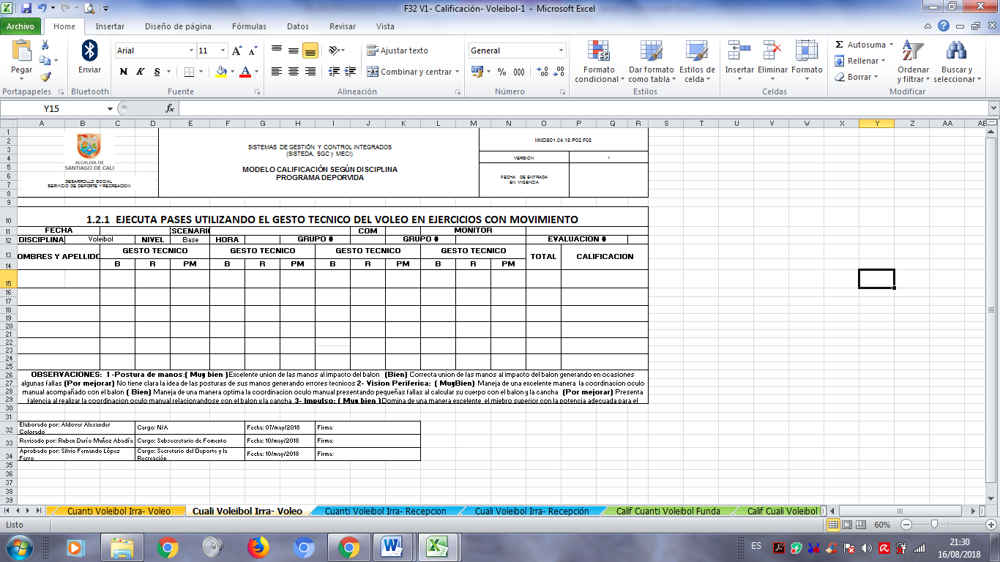 F32 V1- Calificación- Voleibol-1 - Microsoft Excel
Archivo Home Insertar Diseño de página Fórmulas Datos Revisar Vista
Pegar Enviar Arial 11 Ajustar texto General Formato condicional Dar formato como tabla Estilos de celda Insertar Eliminar Formato Autosuma Rellenar Borrar Ordenar y filtrar Buscar y seleccionar
N K S Combinar y centrar % 000
Portapapeles Bluetooth Fuente Alineación Número Estilos Celdas Modificar
Y15 fx
A B C D E F G H I J K L M N O P Q R S T U V W X Y Z AA
1
2
3
4
5
6
7
8
9
10
11
12
13
14
15
16
17
18
19
20
21
22
23
24
25
26
27
28
29
30
31
32
33
34
35
36
37
38
39
ALCALDÍA DE
SANTIAGO DE CALI
DESARROLLO SOCIAL
SERVICIO DE DEPORTE Y RECREACIÓN
SISTEMAS DE GESTIÓN Y CONTROL INTEGRADOS
(SISTEDA, SGC y MECI)
MODELO CALIFICACIÓN SEGÚN DISCIPLINA
PROGRAMA DEPORVIDA
MMDS01.04.18.P02.F08
VERSIÓN 1
FECHA DE ENTRADA
EN VIGENCIA
1.2.1 EJECUTA PASES UTILIZANDO EL GESTO TECNICO DEL VOLEO EN EJERCICIOS CON MOVIMIENTO
FECHA ESCENARIO COM MONITOR
DISCIPLINA Voleibol NIVEL Base HORA GRUPO # GRUPO # EVALUACION #
OMBRES Y APELLIDO GESTO TECNICO GESTO TECNICO GESTO TECNICO GESTO TECNICO TOTAL CALIFICACION
B R PM B R PM B R PM B R PM
OBSERVACIONES: 1 -Postura de manos:( Muy bien )Excelente union de las manos al impacto del balon (Bien) Correcta union de las manos al impacto del balon generando en ocasiones
algunas fallas (Por mejorar) No tiene clara la idea de las posturas de sus manos generando errores tecnicos 2- Vision Periferica: ( MuyBien) Maneja de una excelente manera la coordinacion oculo
manual acompañado con el balon ( Bien) Maneja de una manera optima la coordinacion oculo manual presentando pequeñas fallas al calcular su cuerpo con el balon y la cancha (Por mejorar) Presenta
falencia al realizar la coordinacion oculo manual relacionandose con el balon y la cancha 3- Impulso: ( Muy bien )Domina de una manera excelente el miebro superior con la potencia adecuada para el
Elaborado por: Aldover Alexander Colorado Cargo: N/A Fecha: 07/may/2018 Firma:
Revisado por: Ruben Darío Muñoz Abadía Cargo: Subsecretario de Fomento Fecha: 10/may/2018 Firma:
Aprobado por: Silvio Fernando López Ferro Cargo: Secretario del Deporte y la Recreación Fecha: 10/may/2018 Firma:
Cuanti Voleibol Irra- Voleo Cuali Voleibol Irra- Voleo Cuanti Voleibol Irra- Recepcion Cuali Voleibol Irra- Recepción Calif Cuanti Voleibol Funda Calif Cuali Voleibol
Listo 60%
ES 21:30
16/08/2018